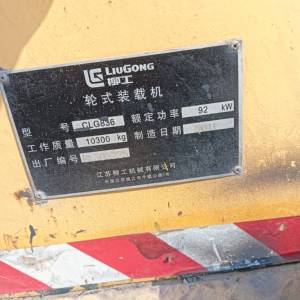 LIUGONG
柳工
轮式装载机
型号 CLG836 额定功率 92 kW
工作质量 10300 kg 制造日期
出厂编号
江苏柳工机械有限公司